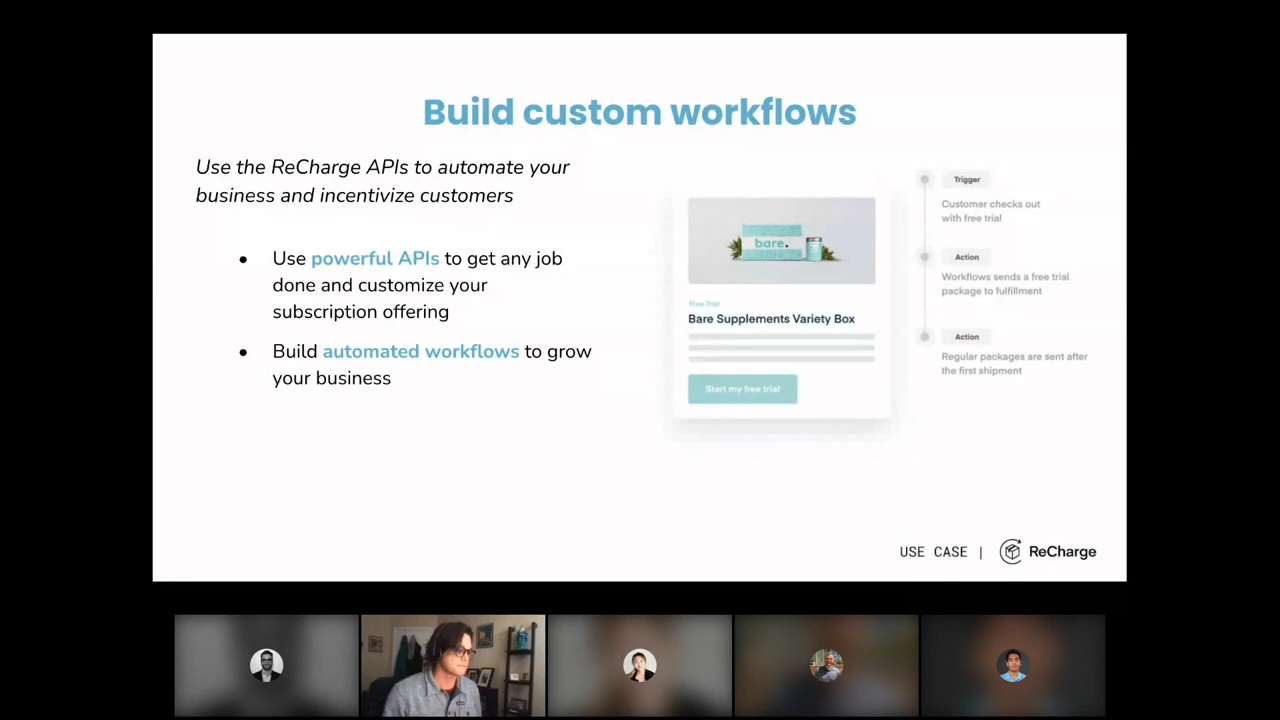 Build custom workflows
Use the ReCharge APIs to automate your
business and incentivize customers
● Use powerful APIs to get any job
done and customize your
subscription offering
● Build automated workflows to grow
your business
bare.
Free Trial
Bare Supplements Variety Box
Start my free trial
Trigger
Customer checks out
with free trial
Action
Workflows sends a free trial
package to fulfillment
Action
Regular packages are sent after
the first shipment
USE CASE | ReCharge